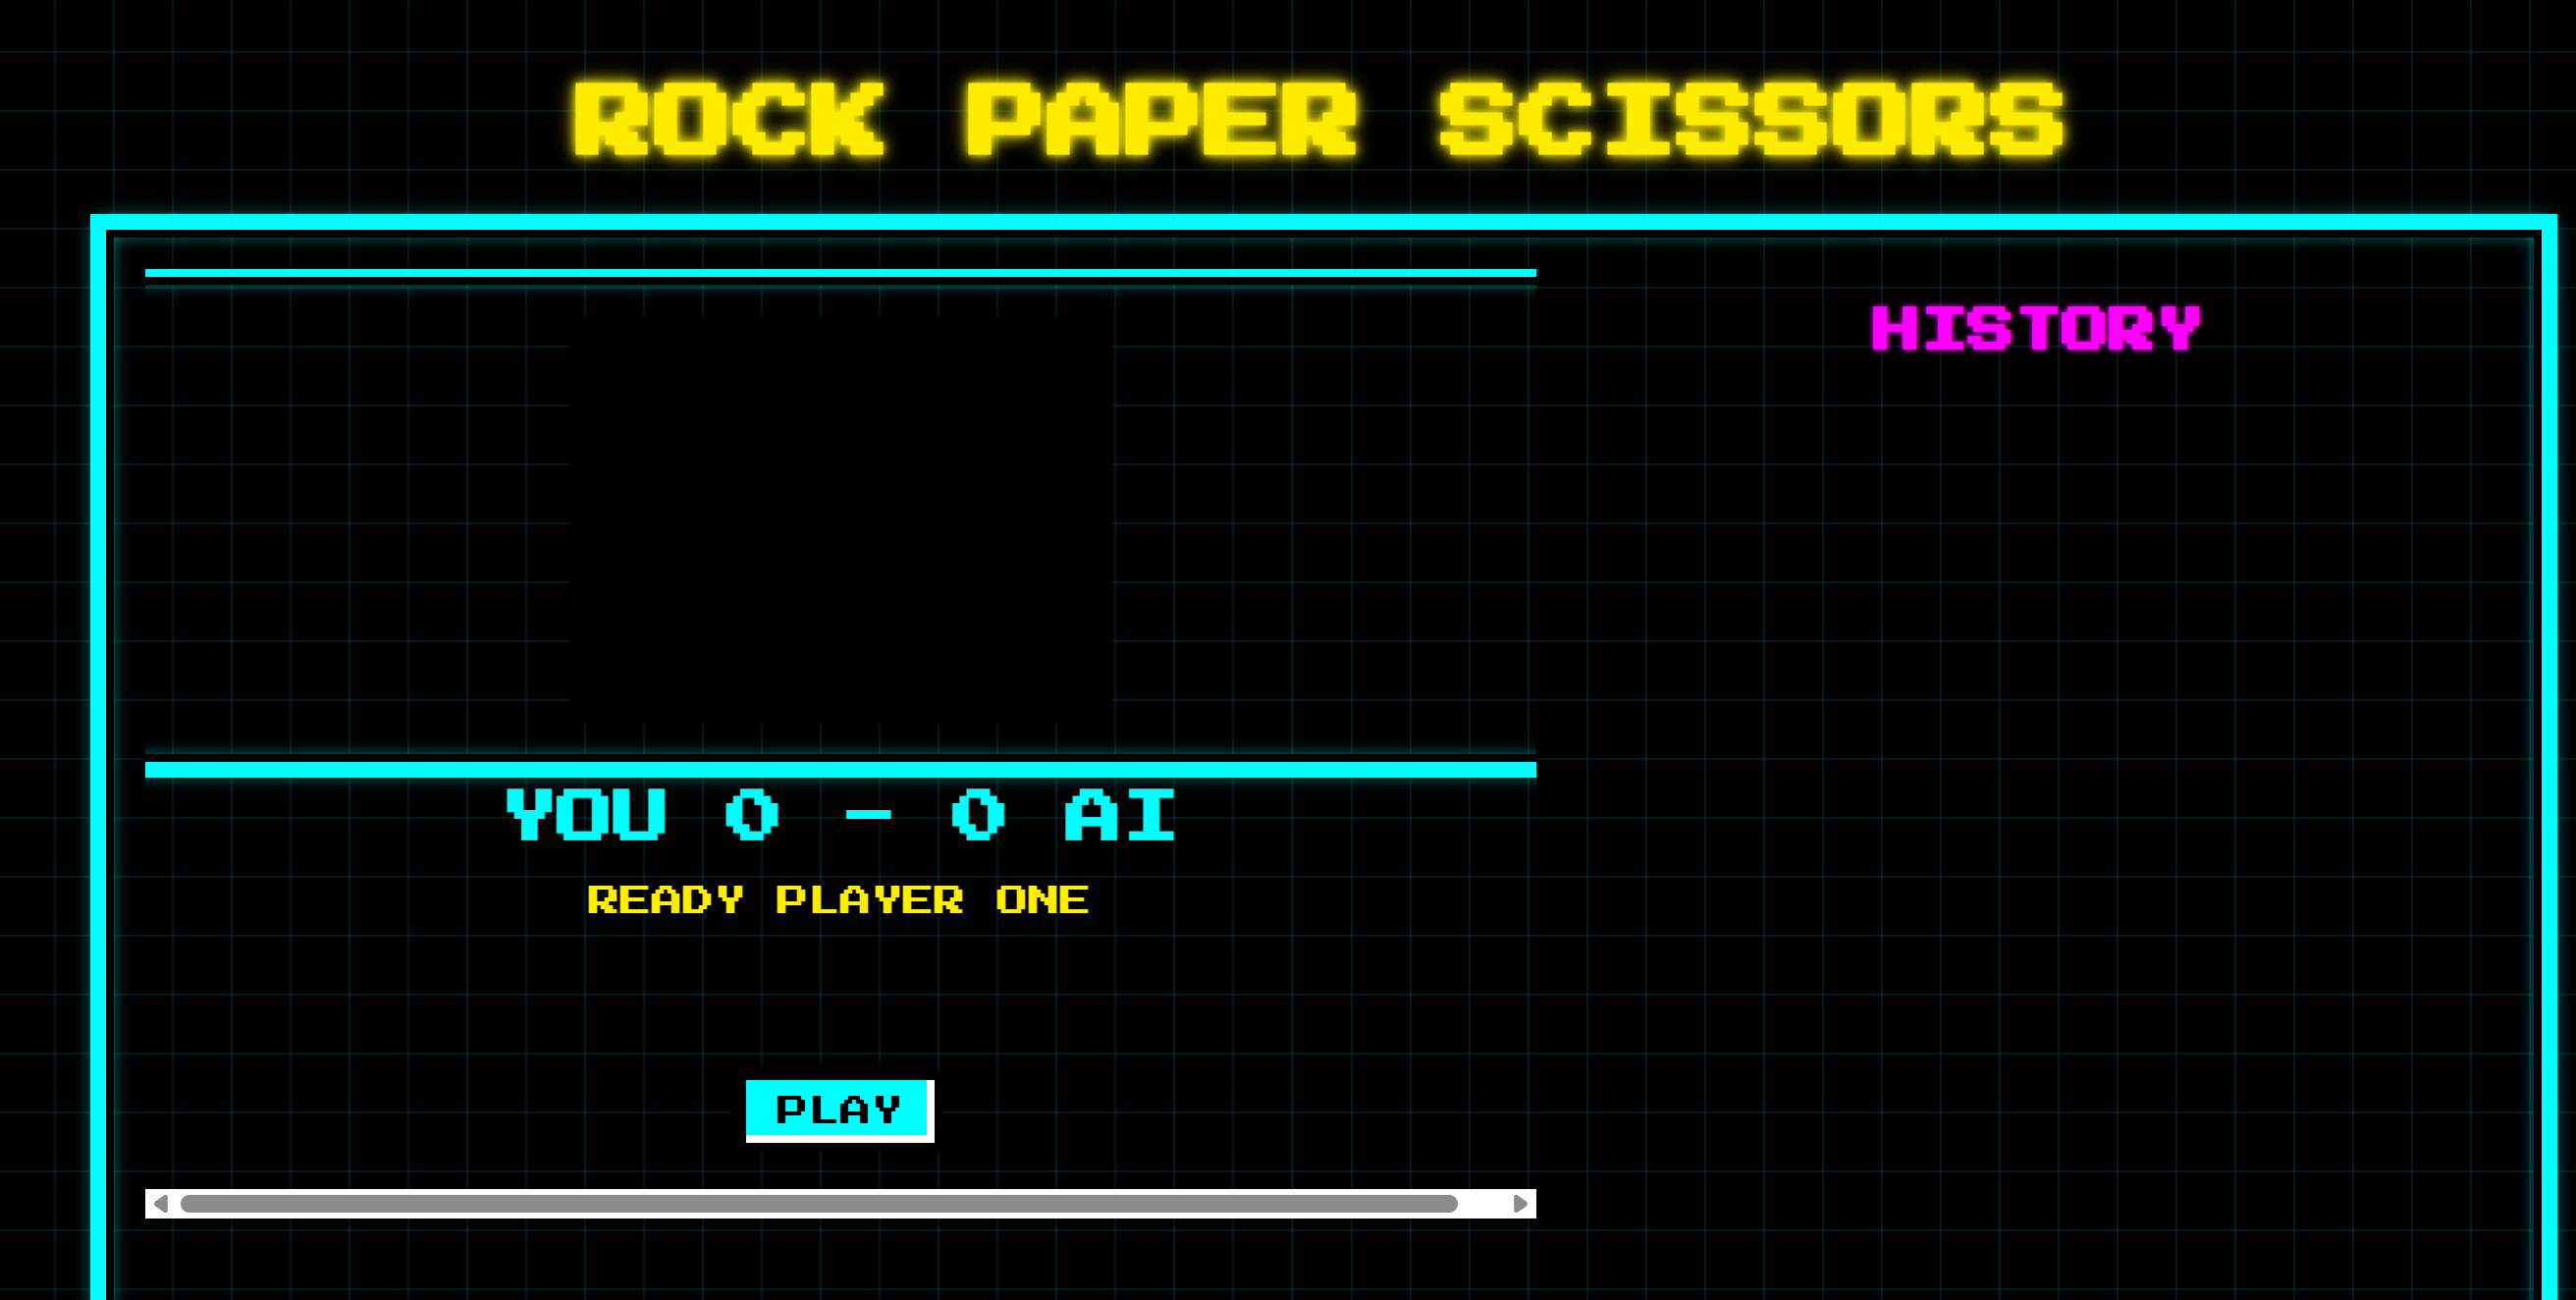 ROCK PAPER SCISSORS
HISTORY
YOU 0 - 0 AI
READY PLAYER ONE
PLAY